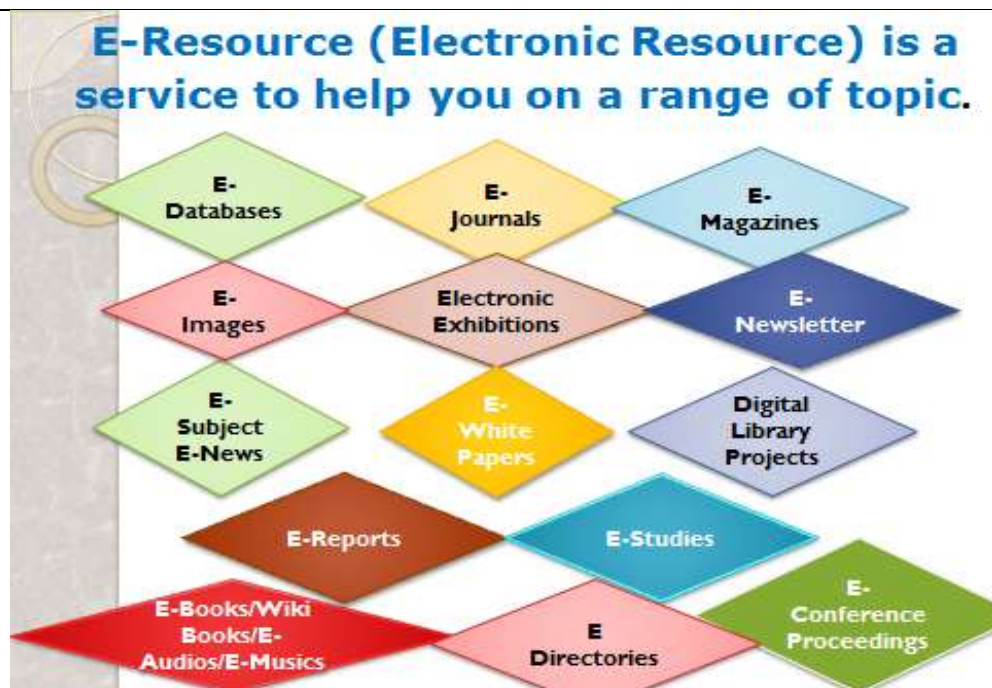 E-Resource (Electronic Resource) is a
service to help you on a range of topic.
E-
Databases
E-
Journals
E-
Magazines
E-
Images
Electronic
Exhibitions
E-
Newsletter
E-
Subject
E-News
E-
White
Papers
Digital
Library
Projects
E-Reports
E-Studies
E-Books/Wiki
Books/E-
Audios/E-Musics
E
Directories
E-
Conference
Proceedings